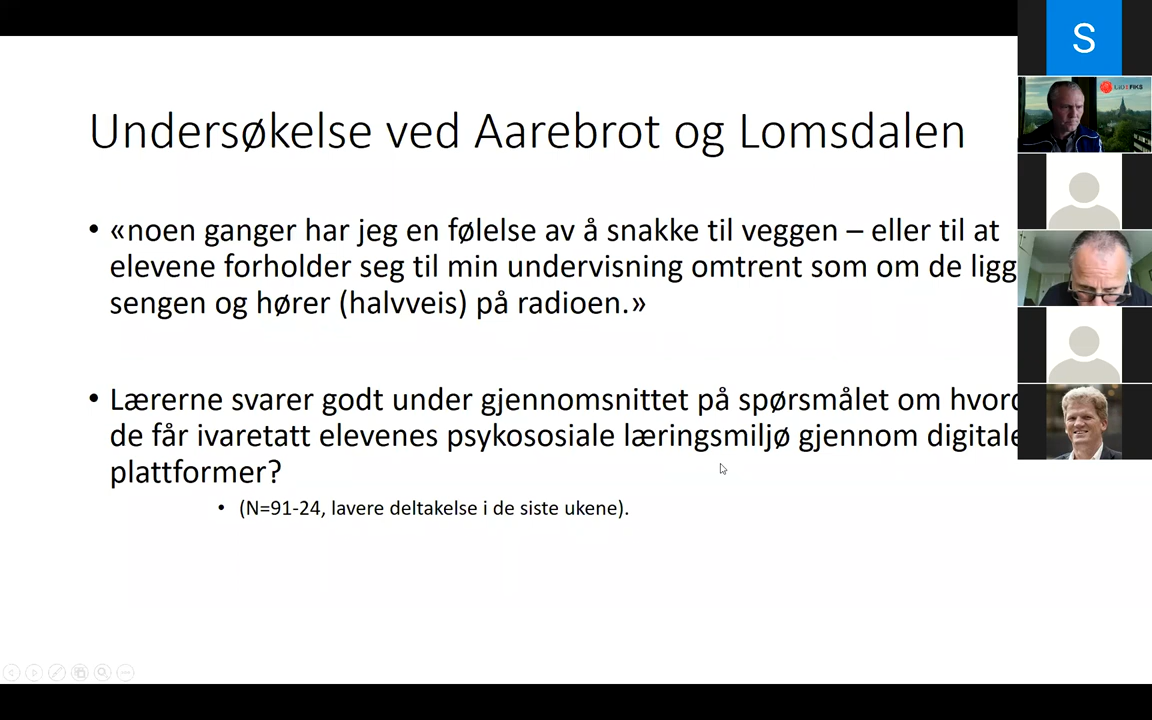 Undersøkelse ved Aarebrot og Lomsdalen
• «noen ganger har jeg en følelse av å snakke til veggen – eller til at
elevene forholder seg til min undervisning omtrent som om de ligg
sengen og hører (halvveis) på radioen.»
• Lærerne svarer godt under gjennomsnittet på spørsmålet om hvord
de får ivaretatt elevenes psykososiale læringsmiljø gjennom digitale
plattformer?
• (N=91-24, lavere deltakelse i de siste ukene).
S
FIKS